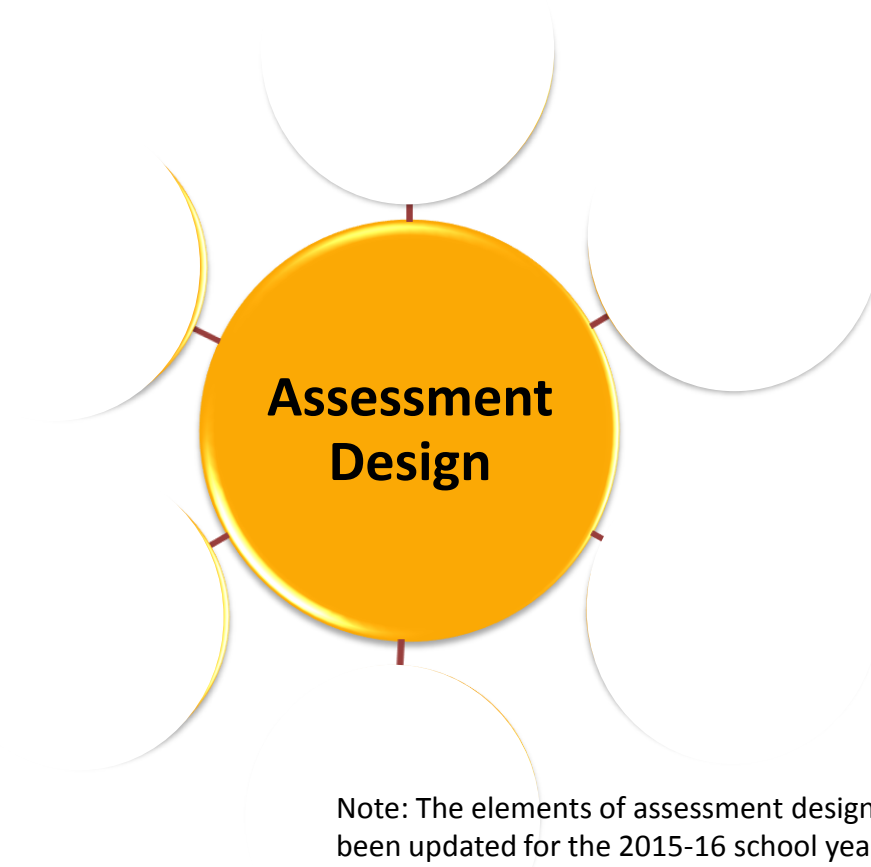 Assessment
Design
Note: The elements of assessment design
been updated for the 2015-16 school yea